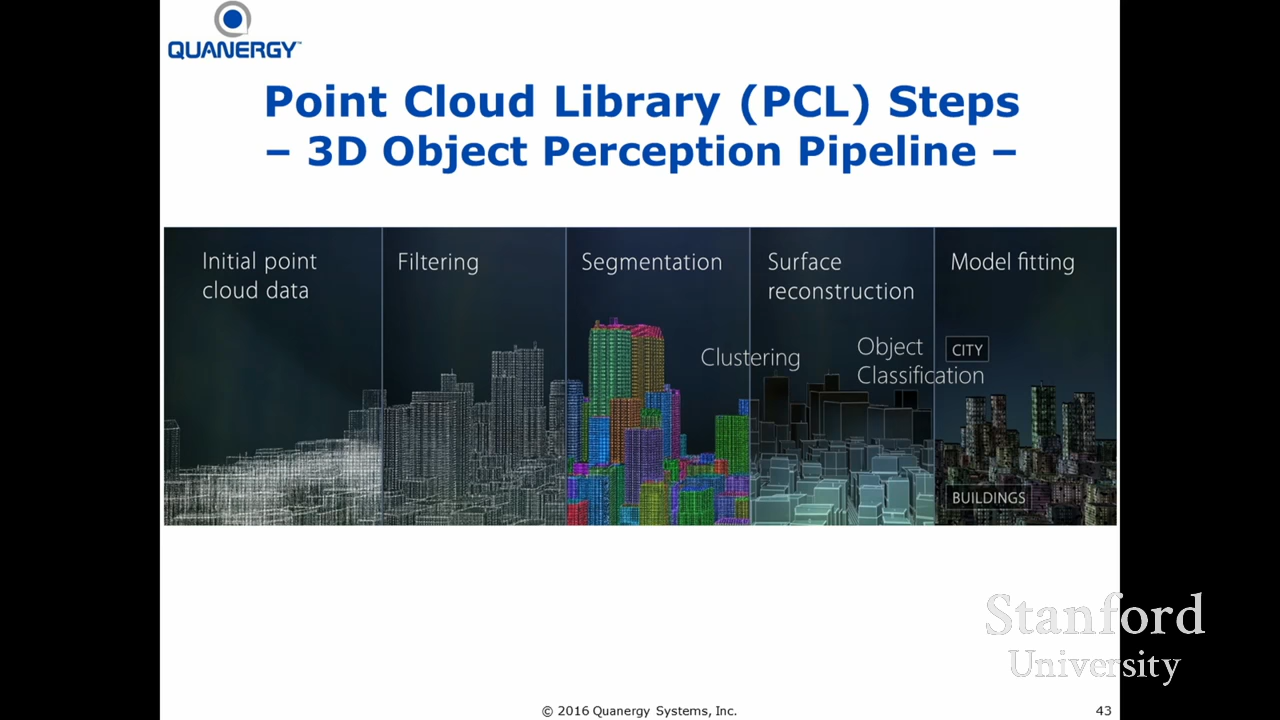 QUANERGY™
Point Cloud Library (PCL) Steps
– 3D Object Perception Pipeline –
Initial point
cloud data
Filtering
Segmentation
Clustering
Surface
reconstruction
Object
Classification
Model fitting
CITY
BUILDINGS
Stanford
University
© 2016 Quanergy Systems, Inc.
43